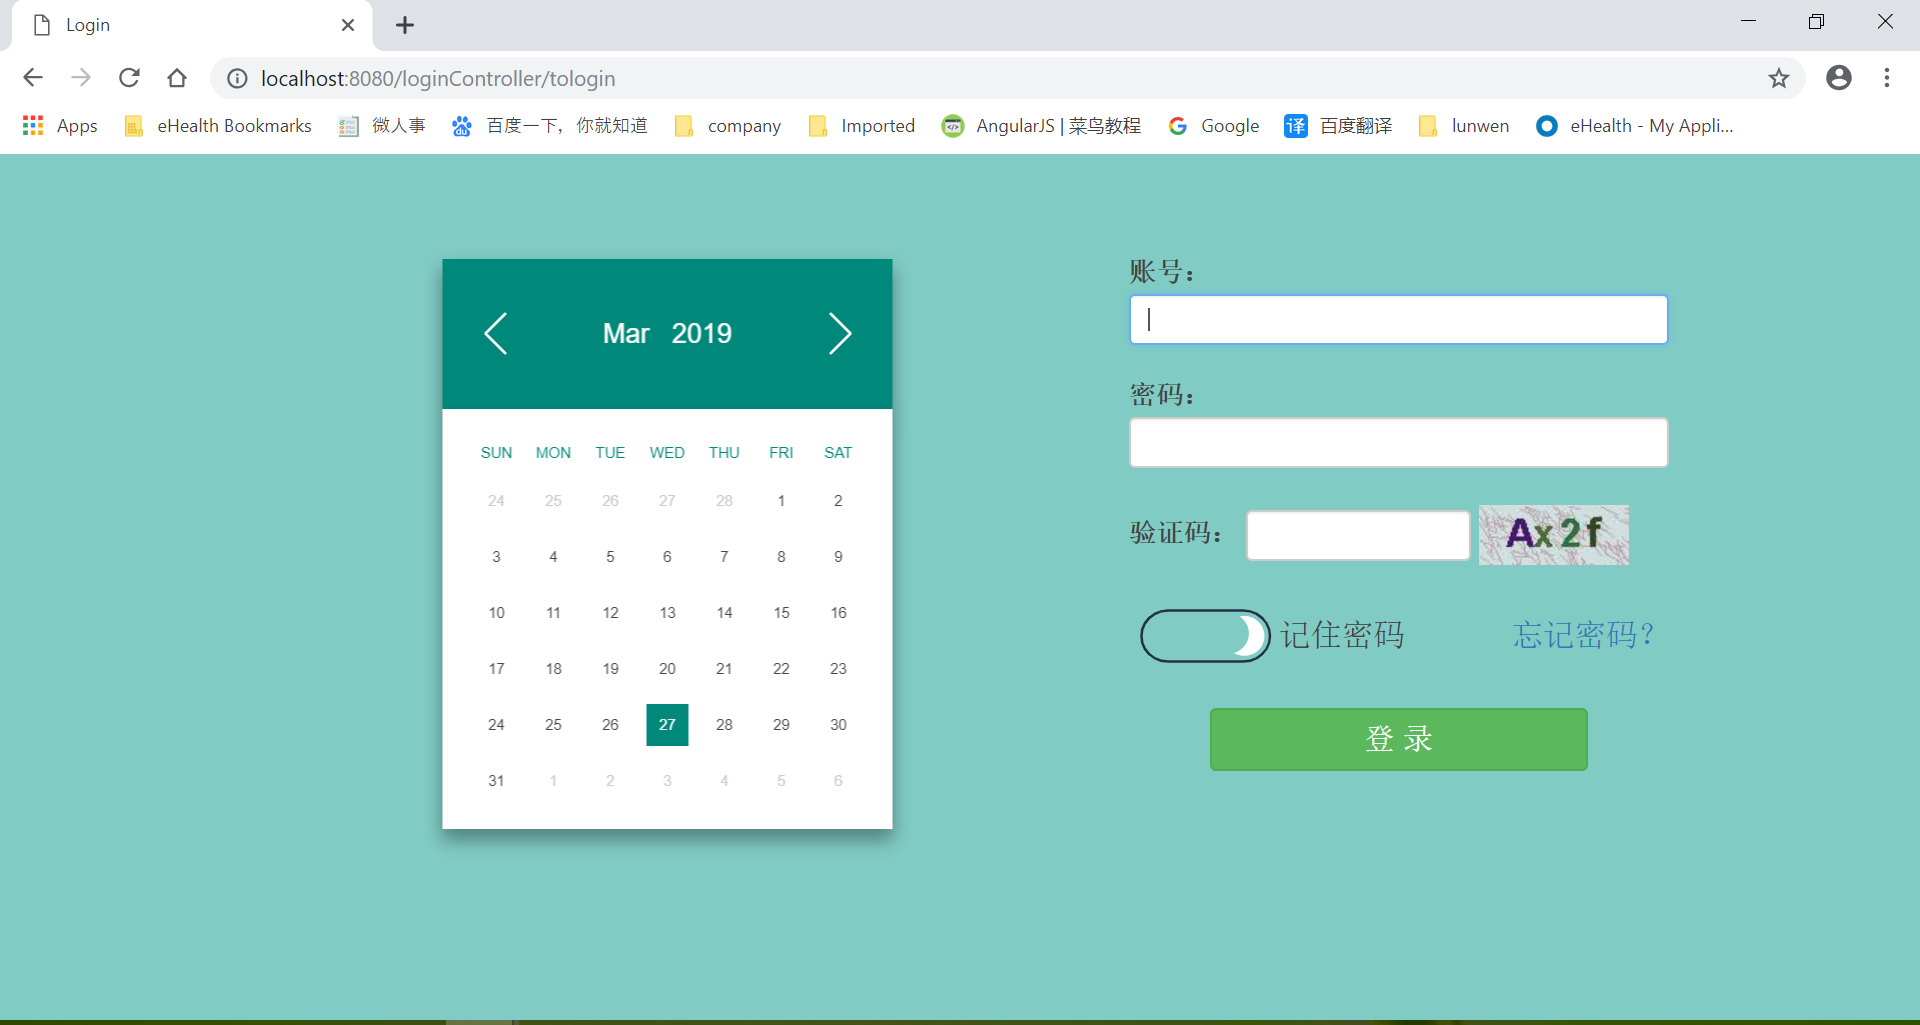 Login
localhost:8080/loginController/tologin
Apps eHealth Bookmarks 微人事 百度一下，你就知道 company Imported AngularJS | 菜鸟教程 Google 译 百度翻译 lunwen eHealth - My Appli...
Mar 2019
SUN MON TUE WED THU FRI SAT
24 25 26 27 28 1 2
3 4 5 6 7 8 9
10 11 12 13 14 15 16
17 18 19 20 21 22 23
24 25 26 27 28 29 30
31 1 2 3 4 5 6
账号：
密码：
验证码： Ax2f
记住密码 忘记密码？
登 录